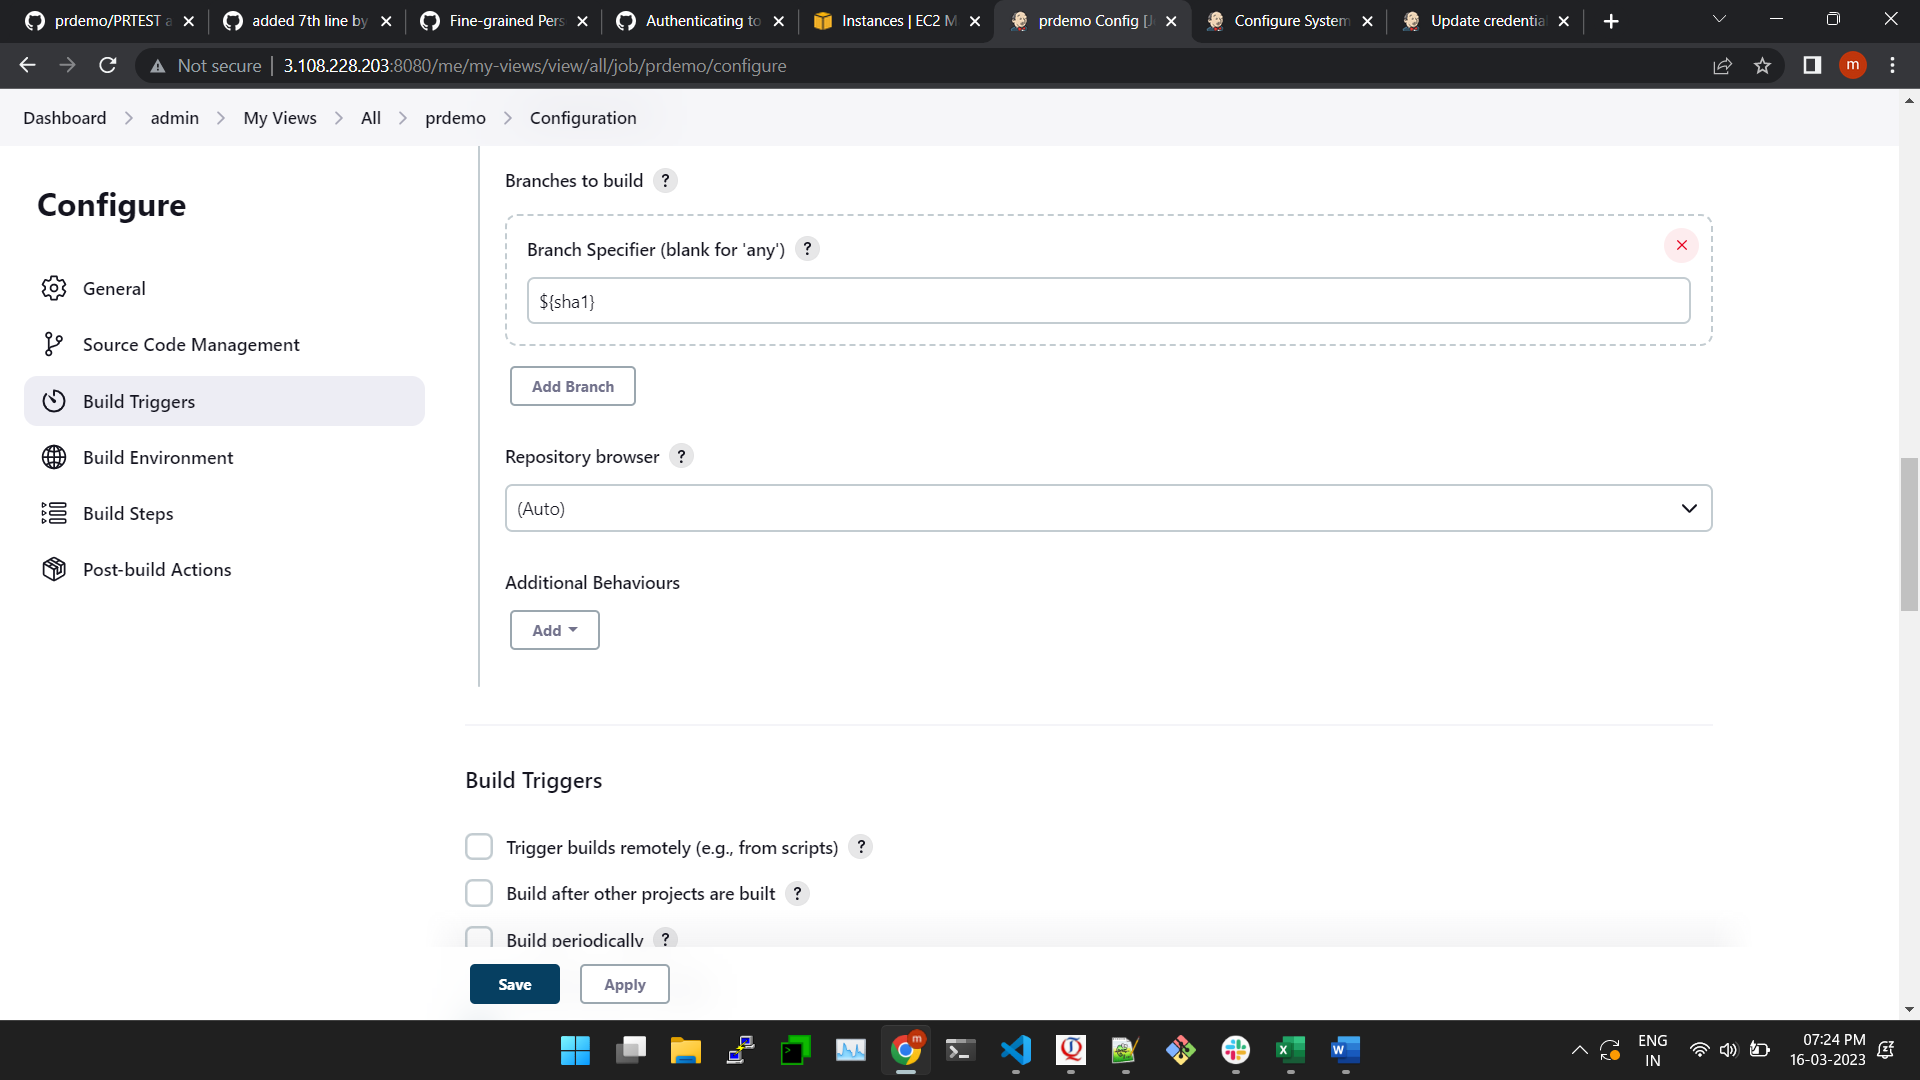 prdemo/PRTEST a
added 7th line by
Fine-grained Pers
Authenticating to
Instances | EC2 M
prdemo Config [J
Configure System
Update credential
Not secure
3.108.228.203:8080/me/my-views/view/all/job/prdemo/configure
m
Dashboard
admin
My Views
All
prdemo
Configuration
Configure
General
Source Code Management
Build Triggers
Build Environment
Build Steps
Post-build Actions
Branches to build ?
Branch Specifier (blank for 'any') ?
${sha1}
Add Branch
Repository browser ?
(Auto)
Additional Behaviours
Add
Build Triggers
Trigger builds remotely (e.g., from scripts) ?
Build after other projects are built ?
Build periodically ?
Save
Apply
m
ENG
IN
07:24 PM
16-03-2023